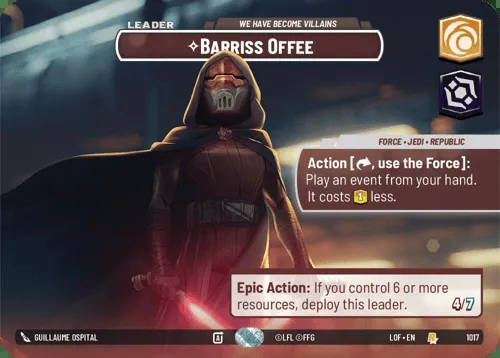 LEADER
WE HAVE BECOME VILLAINS
✧BARRISS OFFEE
FORCE • JEDI • REPUBLIC
Action [, use the Force]:
Play an event from your hand.
It costs 1 less.
Epic Action: If you control 6 or more
resources, deploy this leader.
4/7
GUILLAUME OSPITAL
A
©LFL ©FFG
LOF • EN
1017